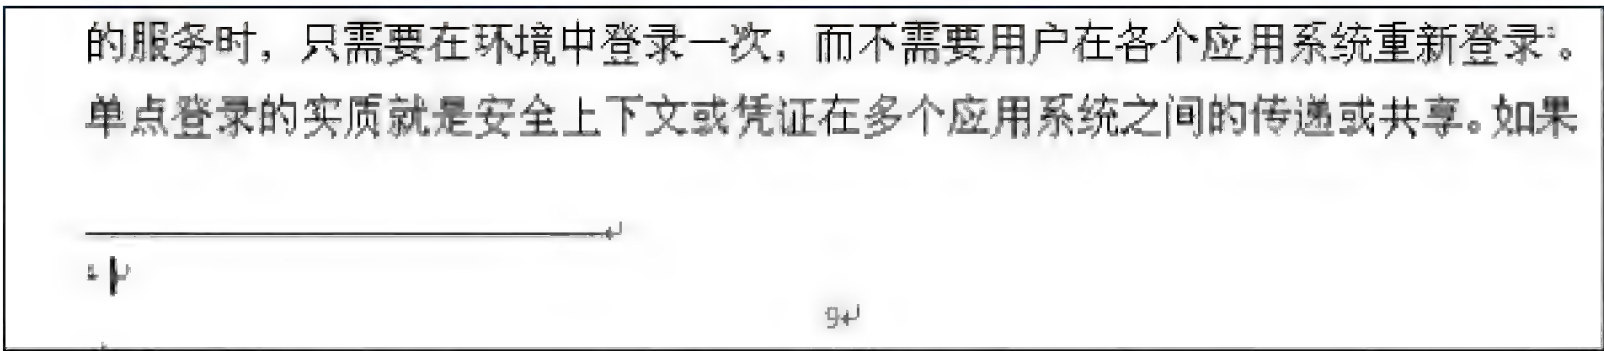 的服务时，只需要在环境中登录一次，而不需要用户在各个应用系统重新登录。
单点登录的实质就是安全上下文或凭证在多个应用系统之间的传递或共享。如果
9